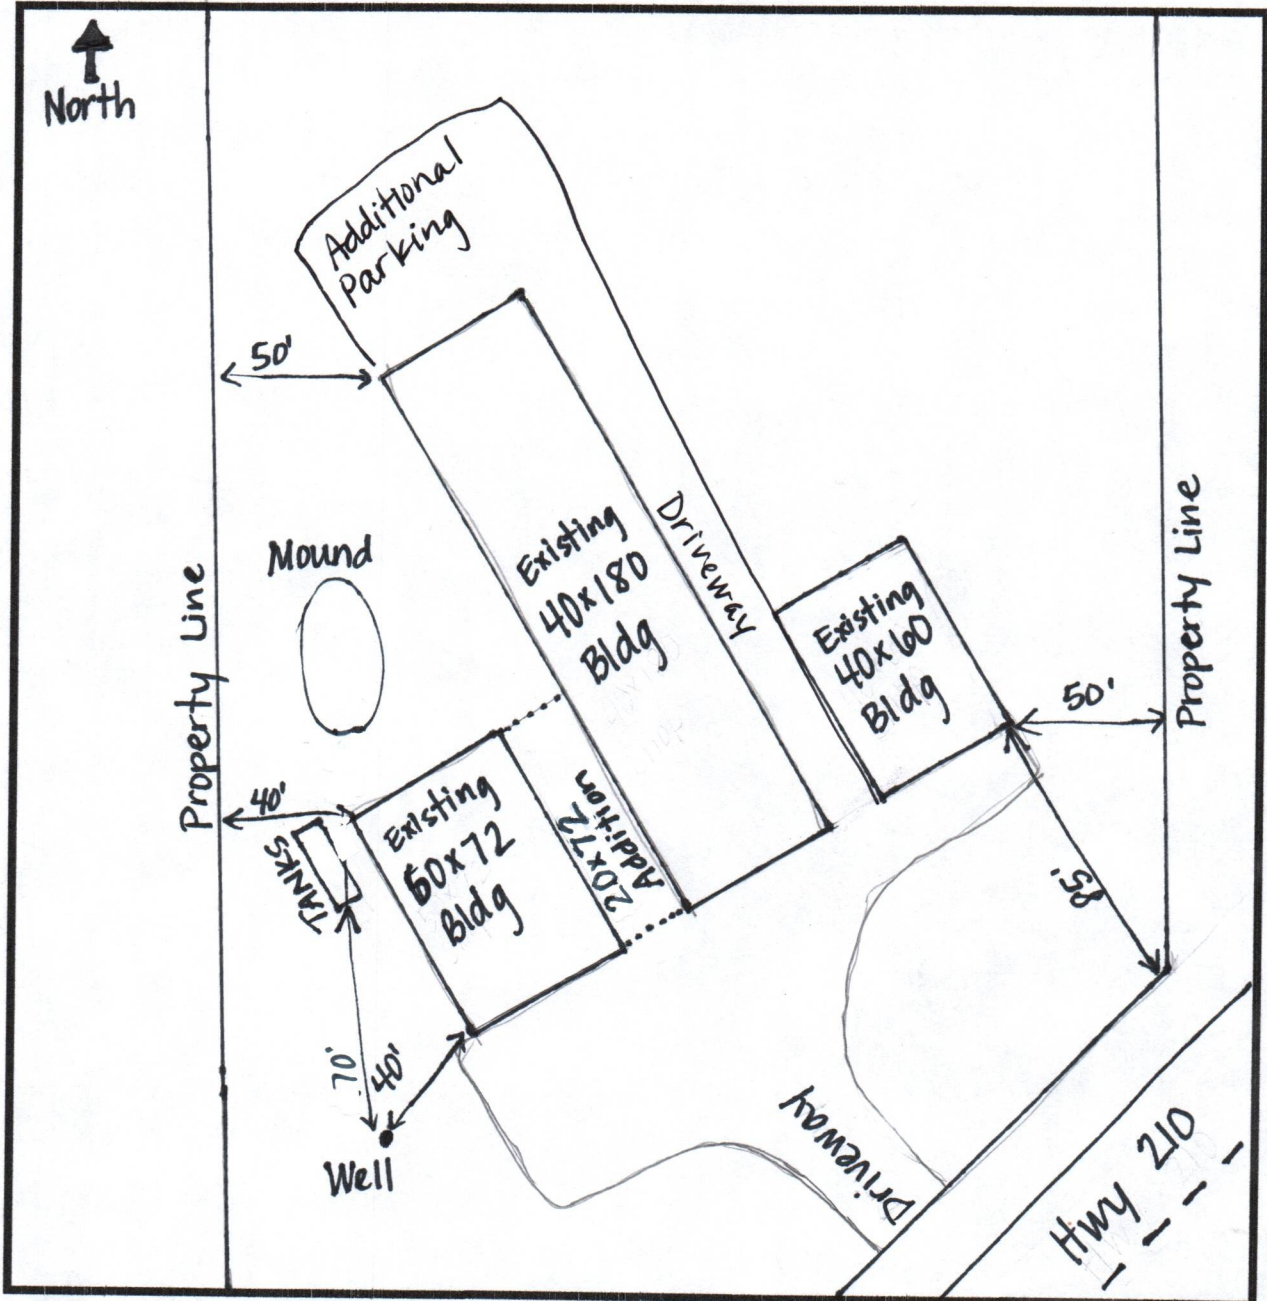 North
Additional
Parking
50'
Property Line
Mound
Existing
40x180
Bldg
Driveway
Existing
40x60
Bldg
50'
Property Line
40'
TANKS
Existing
50x72
Bldg
20x72
Addition
85'
70'
40'
Well
Driveway
Hwy 210